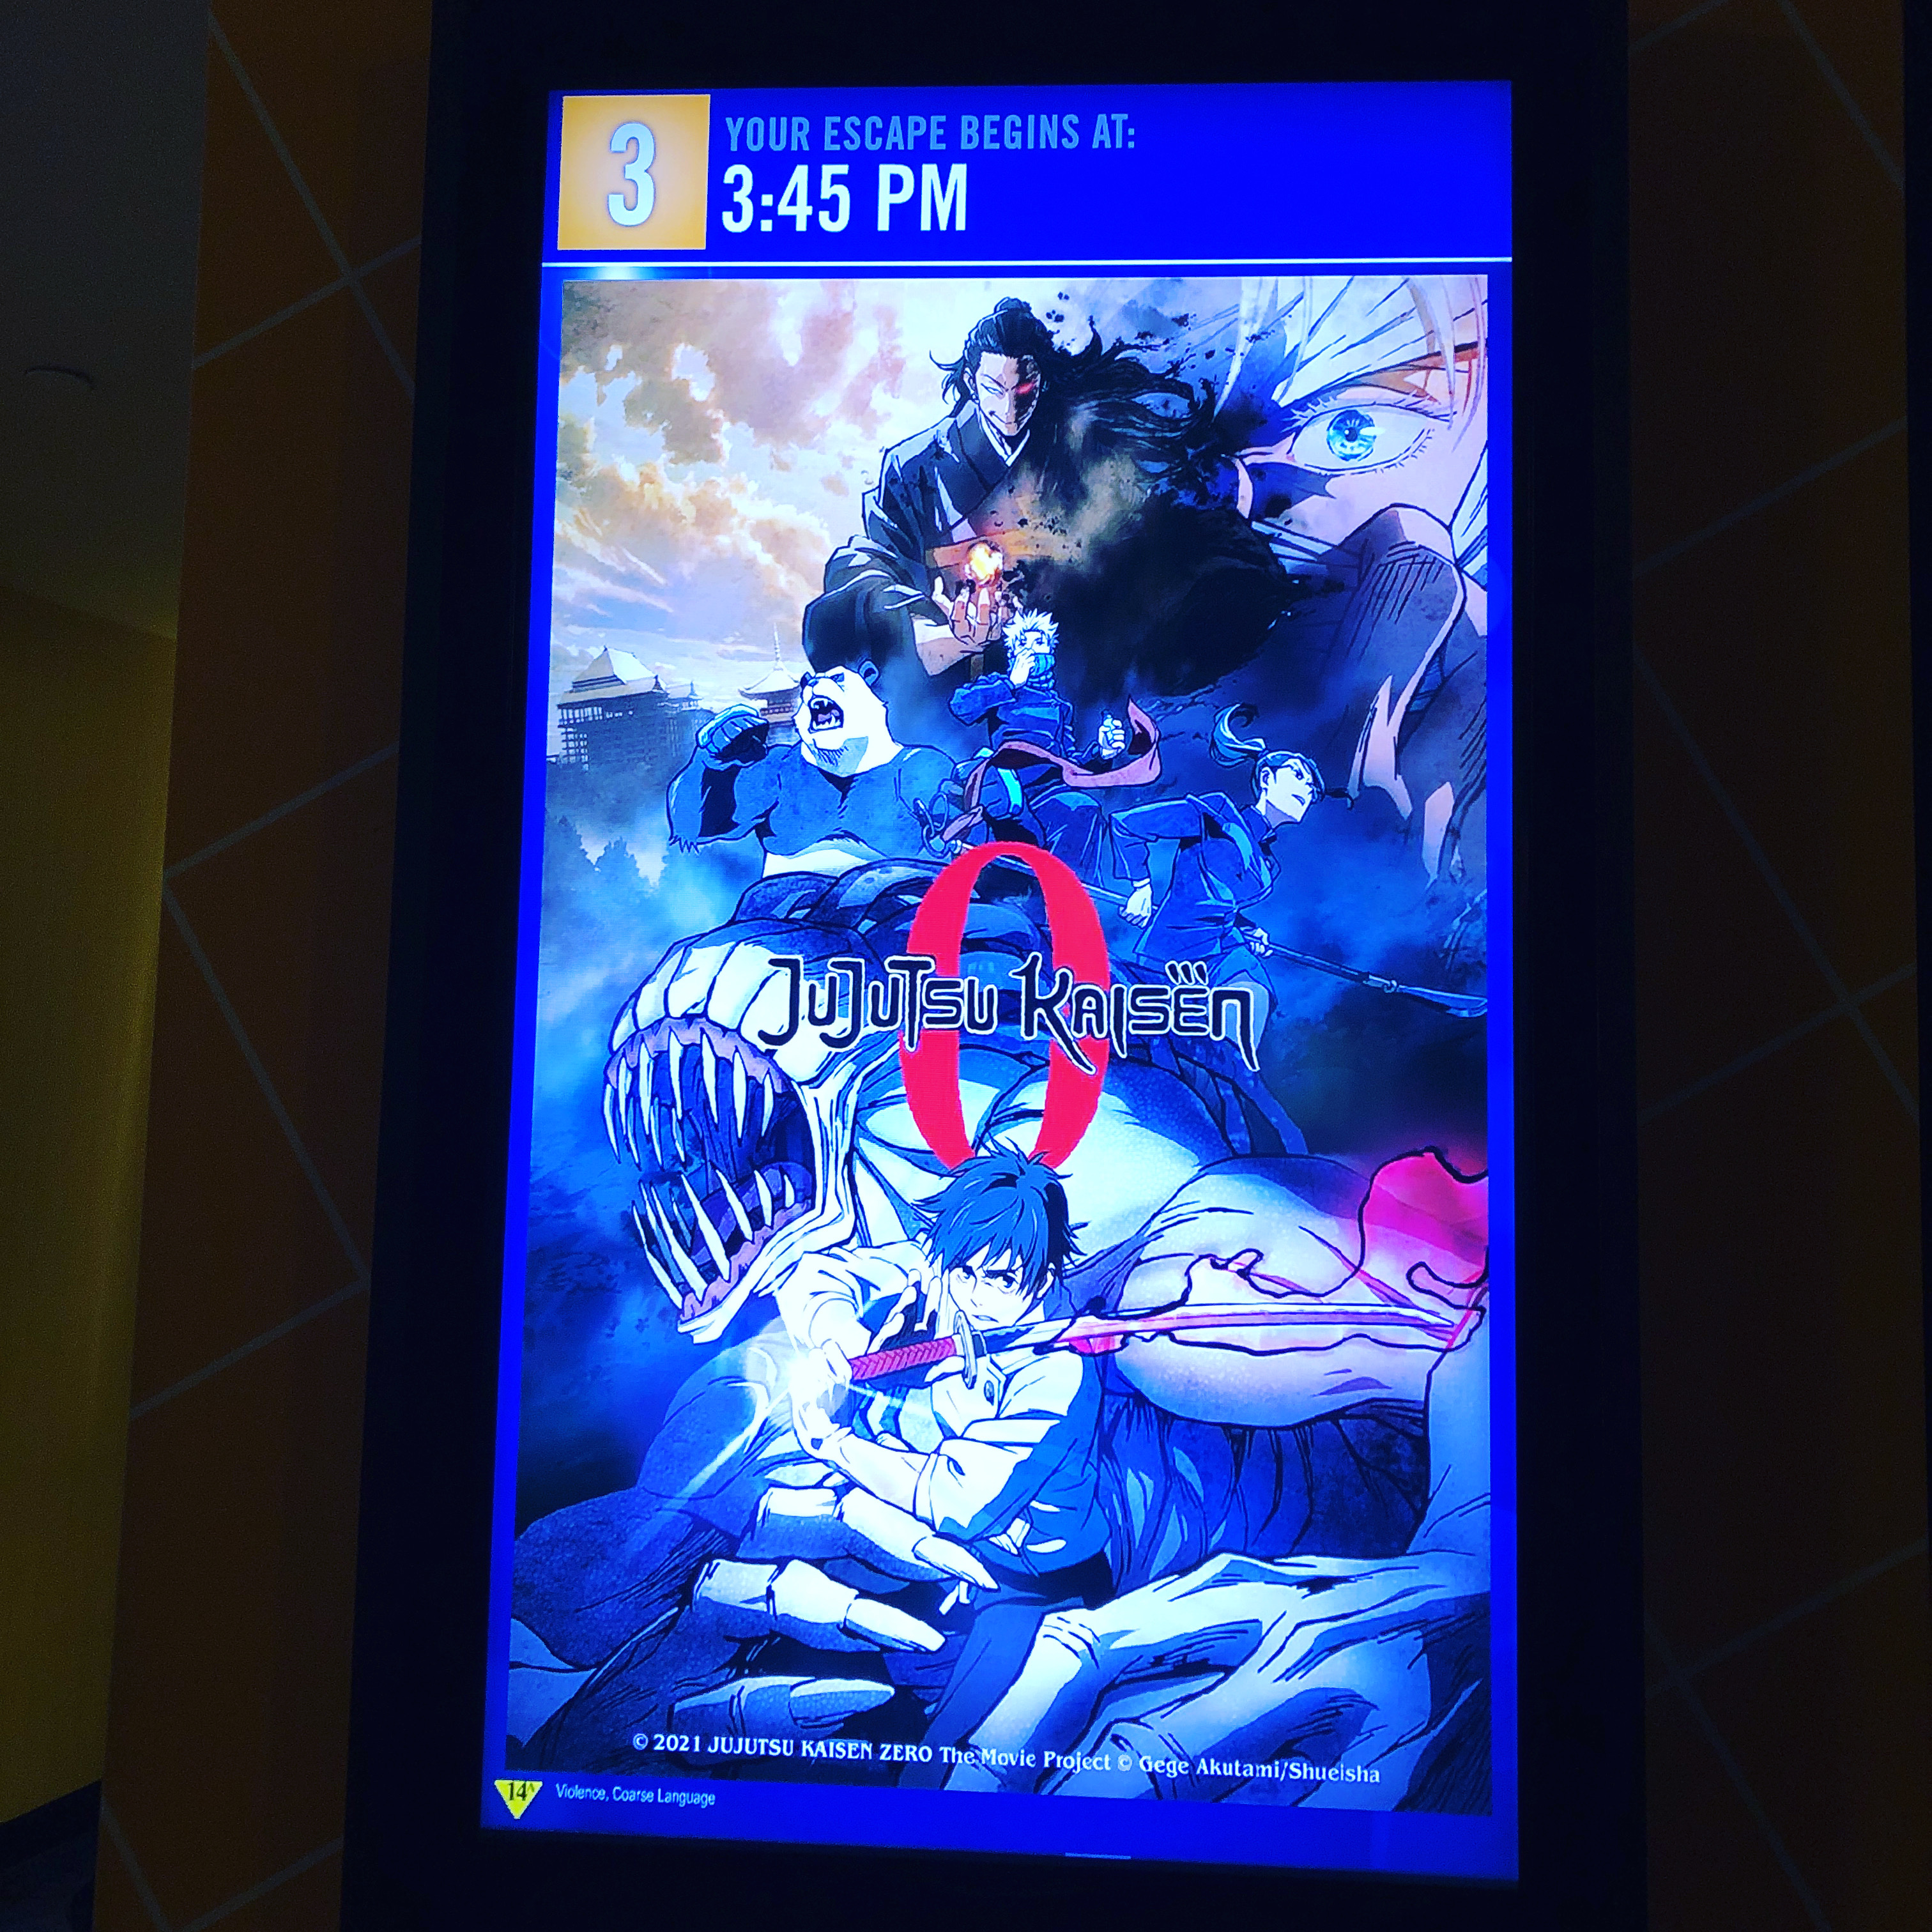 3
YOUR ESCAPE BEGINS AT:
3:45 PM
0
JUJUTSU KAISEN
© 2021 JUJUTSU KAISEN ZERO The Movie Project © Gege Akutami/Shueisha
14A
Violence, Coarse Language